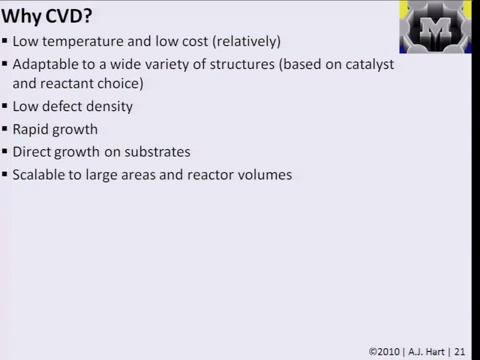 Why CVD?
▪ Low temperature and low cost (relatively)
▪ Adaptable to a wide variety of structures (based on catalyst
and reactant choice)
▪ Low defect density
▪ Rapid growth
▪ Direct growth on substrates
▪ Scalable to large areas and reactor volumes
M
©2010 | A.J. Hart | 21